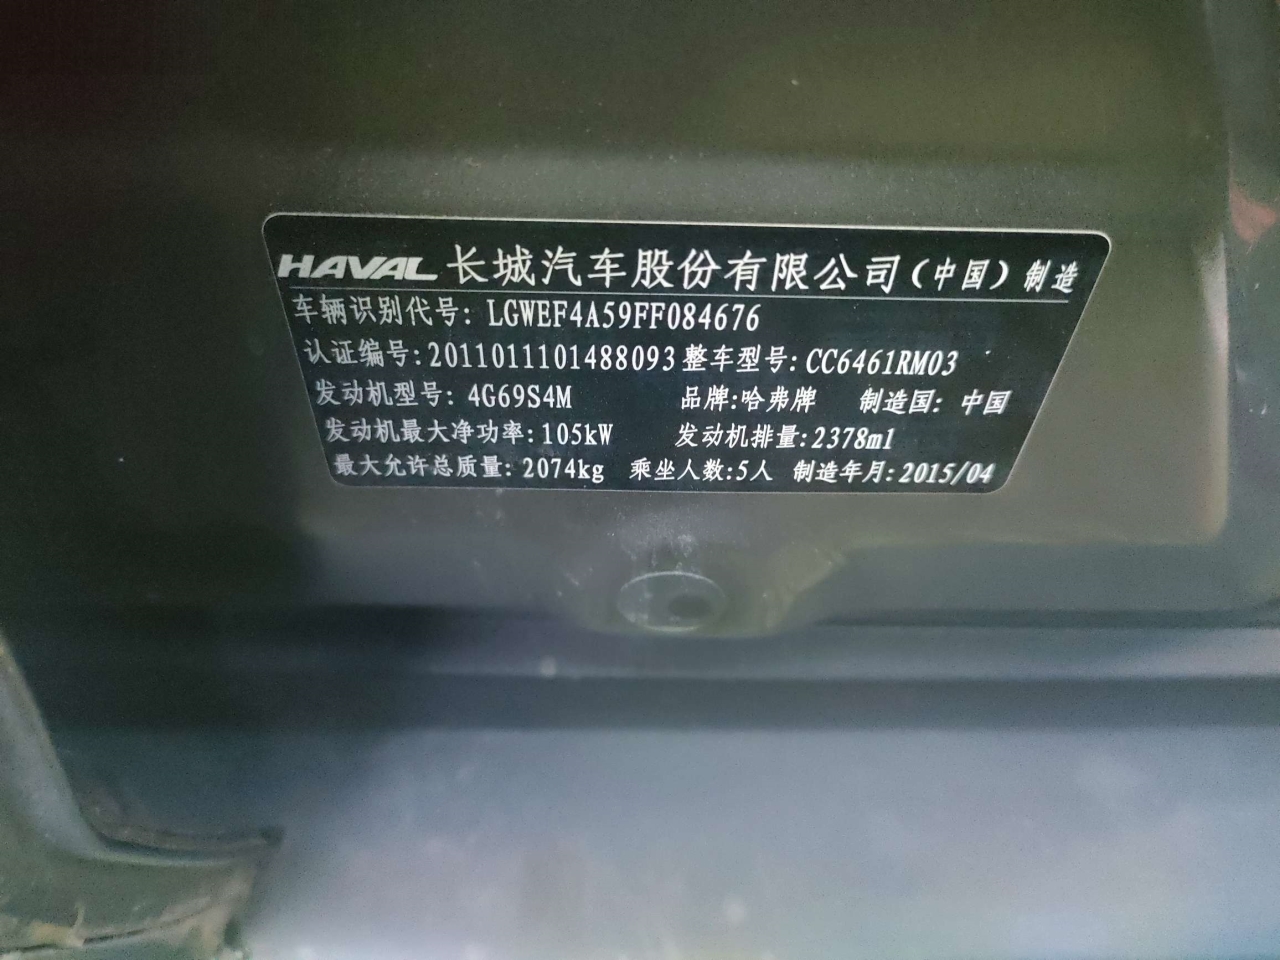 HAVAL 长城汽车股份有限公司（中国）制造
车辆识别代号：LGWEF4A59FF084676
认证编号：2011011101488093 整车型号：CC6461RM03
发动机型号：4G69S4M 品牌：哈弗牌 制造国：中国
发动机最大净功率：105kW 发动机排量：2378ml
最大允许总质量：2074kg 乘坐人数：5人 制造年月：2015/04